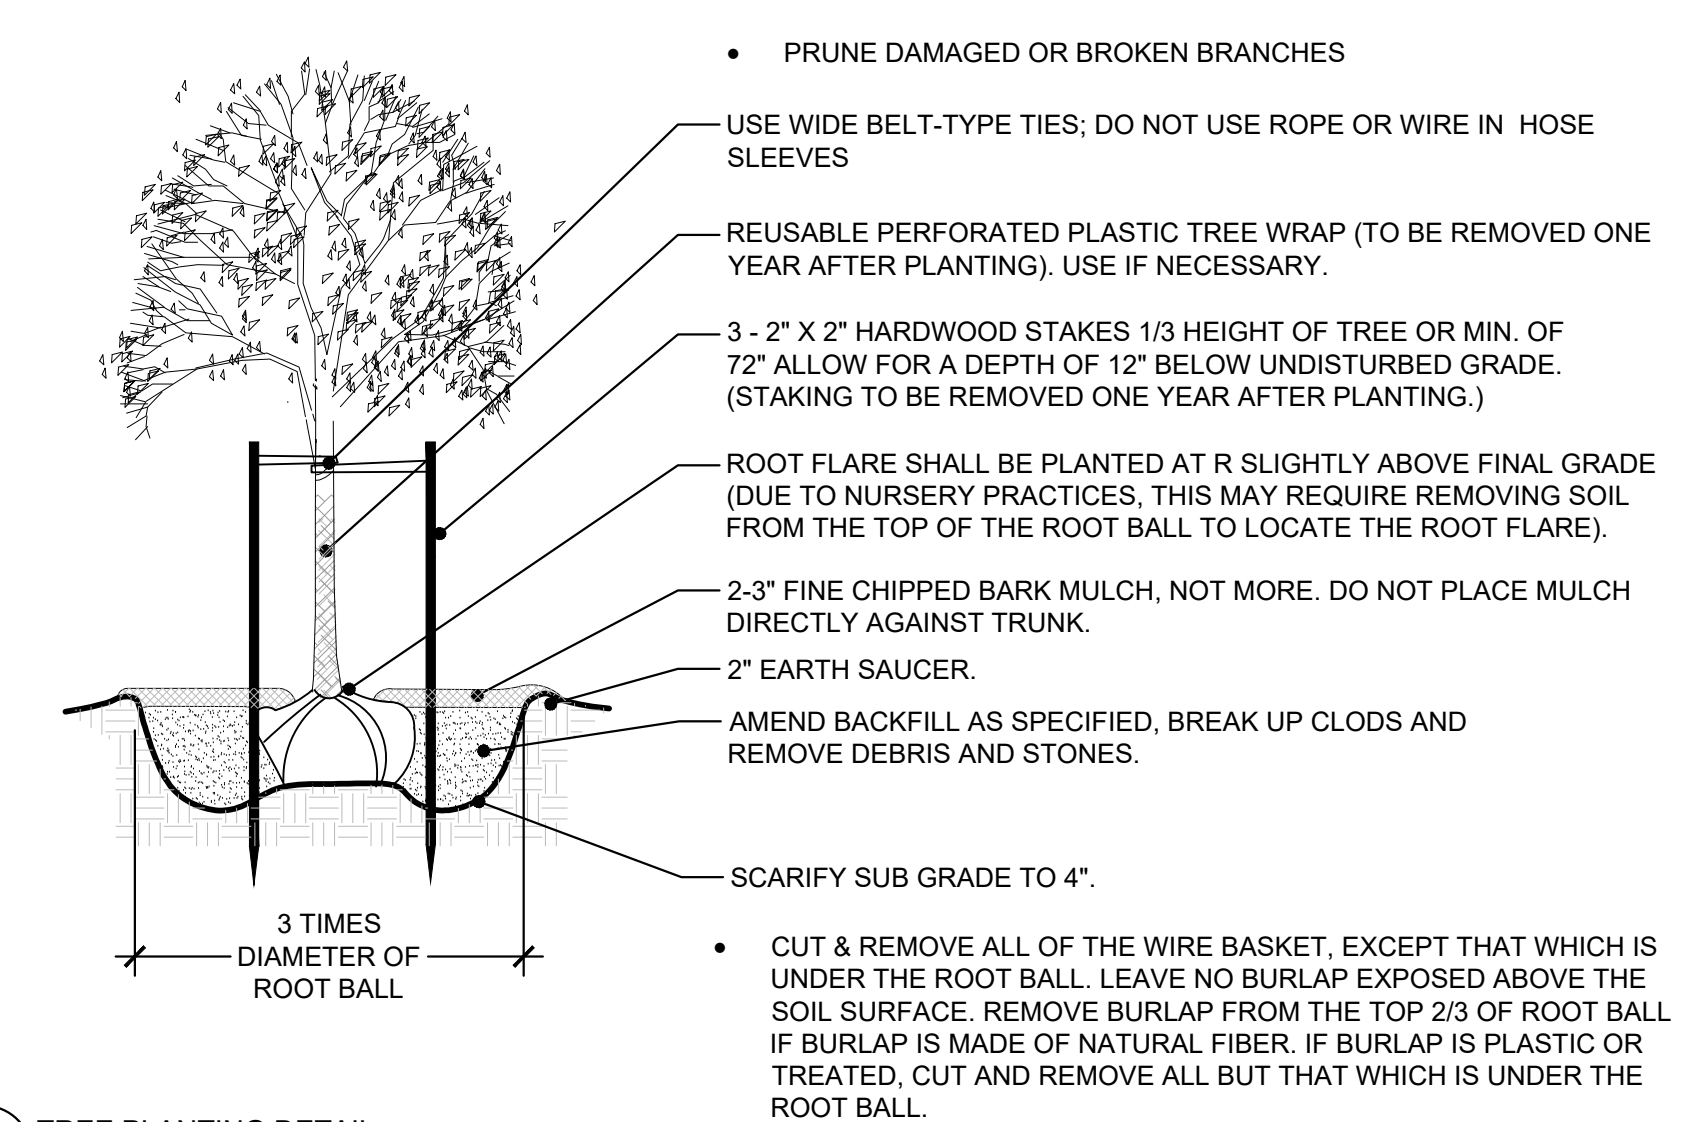 • PRUNE DAMAGED OR BROKEN BRANCHES
USE WIDE BELT-TYPE TIES; DO NOT USE ROPE OR WIRE IN HOSE
SLEEVES
REUSABLE PERFORATED PLASTIC TREE WRAP (TO BE REMOVED ONE
YEAR AFTER PLANTING). USE IF NECESSARY.
3 - 2" X 2" HARDWOOD STAKES 1/3 HEIGHT OF TREE OR MIN. OF
72" ALLOW FOR A DEPTH OF 12" BELOW UNDISTURBED GRADE.
(STAKING TO BE REMOVED ONE YEAR AFTER PLANTING.)
ROOT FLARE SHALL BE PLANTED AT R SLIGHTLY ABOVE FINAL GRADE
(DUE TO NURSERY PRACTICES, THIS MAY REQUIRE REMOVING SOIL
FROM THE TOP OF THE ROOT BALL TO LOCATE THE ROOT FLARE).
2-3" FINE CHIPPED BARK MULCH, NOT MORE. DO NOT PLACE MULCH
DIRECTLY AGAINST TRUNK.
2" EARTH SAUCER.
AMEND BACKFILL AS SPECIFIED, BREAK UP CLODS AND
REMOVE DEBRIS AND STONES.
SCARIFY SUB GRADE TO 4".
3 TIMES
DIAMETER OF
ROOT BALL
• CUT & REMOVE ALL OF THE WIRE BASKET, EXCEPT THAT WHICH IS
UNDER THE ROOT BALL. LEAVE NO BURLAP EXPOSED ABOVE THE
SOIL SURFACE. REMOVE BURLAP FROM THE TOP 2/3 OF ROOT BALL
IF BURLAP IS MADE OF NATURAL FIBER. IF BURLAP IS PLASTIC OR
TREATED, CUT AND REMOVE ALL BUT THAT WHICH IS UNDER THE
ROOT BALL.
TREE PLANTING DETAIL